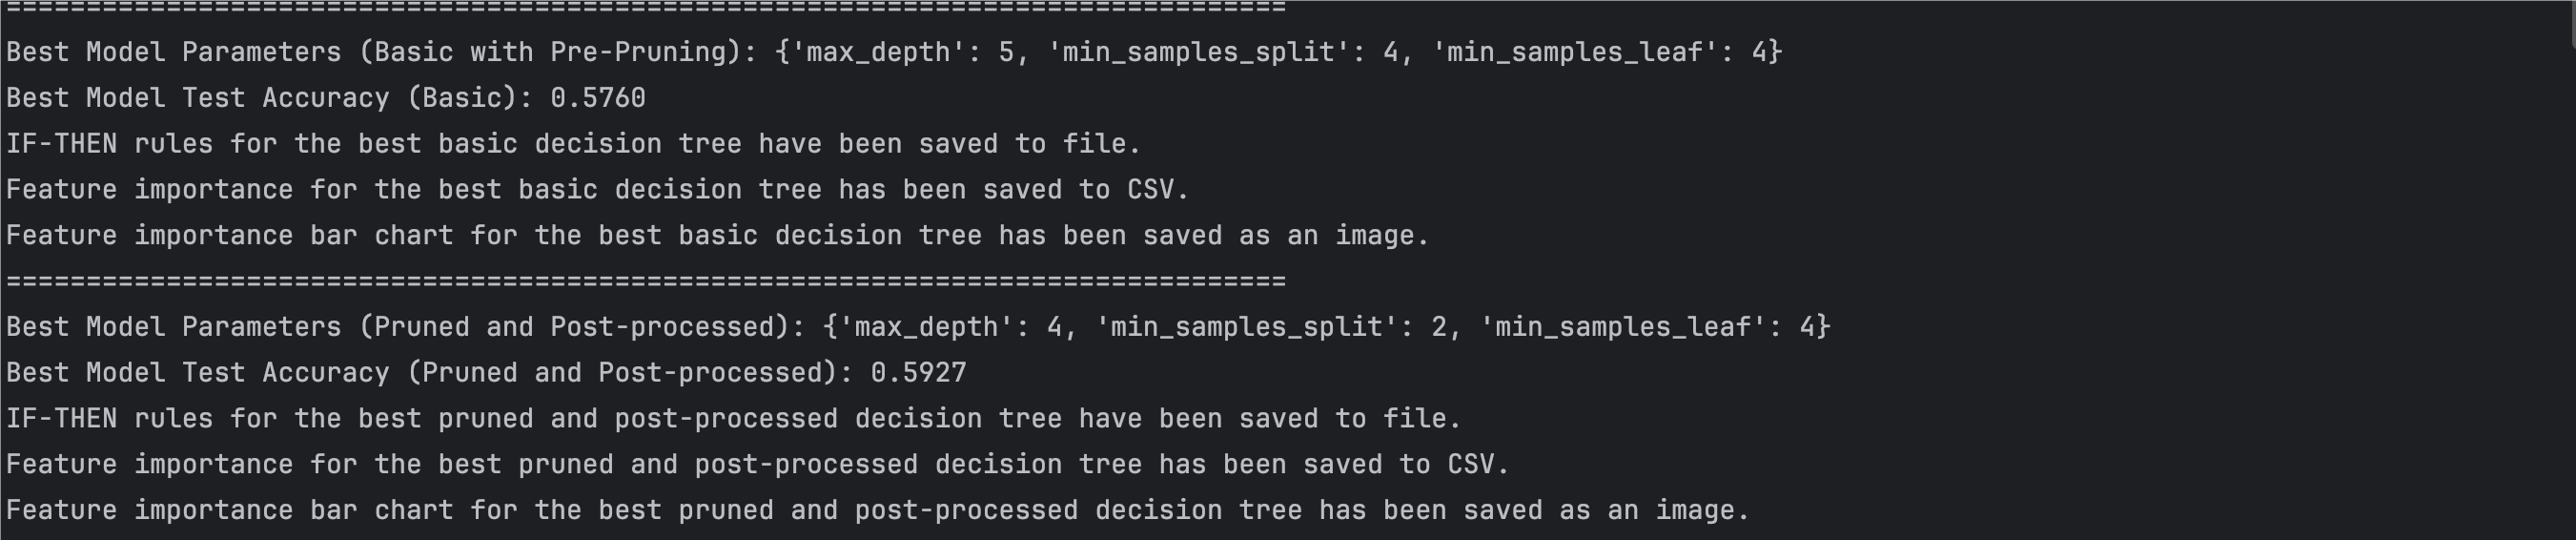 ================================================================================
Best Model Parameters (Basic with Pre-Pruning): {'max_depth': 5, 'min_samples_split': 4, 'min_samples_leaf': 4}
Best Model Test Accuracy (Basic): 0.5760
IF-THEN rules for the best basic decision tree have been saved to file.
Feature importance for the best basic decision tree has been saved to CSV.
Feature importance bar chart for the best basic decision tree has been saved as an image.
================================================================================
Best Model Parameters (Pruned and Post-processed): {'max_depth': 4, 'min_samples_split': 2, 'min_samples_leaf': 4}
Best Model Test Accuracy (Pruned and Post-processed): 0.5927
IF-THEN rules for the best pruned and post-processed decision tree have been saved to file.
Feature importance for the best pruned and post-processed decision tree has been saved to CSV.
Feature importance bar chart for the best pruned and post-processed decision tree has been saved as an image.